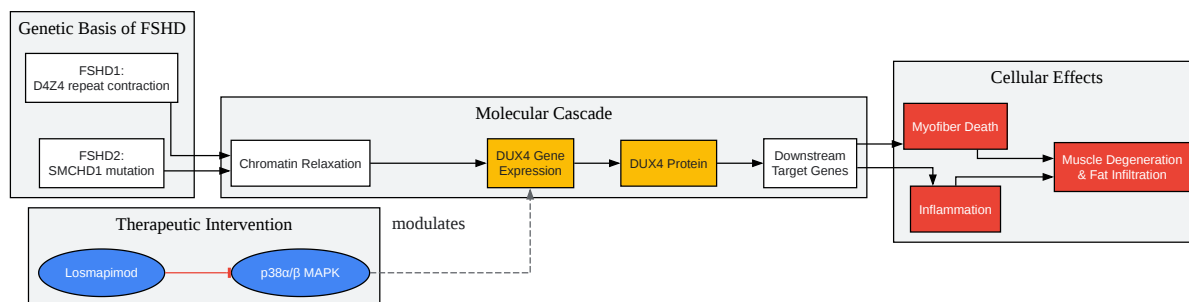 Genetic Basis of FSHD
FSHD1:
D4Z4 repeat contraction
FSHD2:
SMCHD1 mutation
Molecular Cascade
Chromatin Relaxation
DUX4 Gene
Expression
DUX4 Protein
Downstream
Target Genes
Cellular Effects
Myofiber Death
Inflammation
Muscle Degeneration
& Fat Infiltration
Therapeutic Intervention
Losmapimod
p38α/β MAPK
modulates